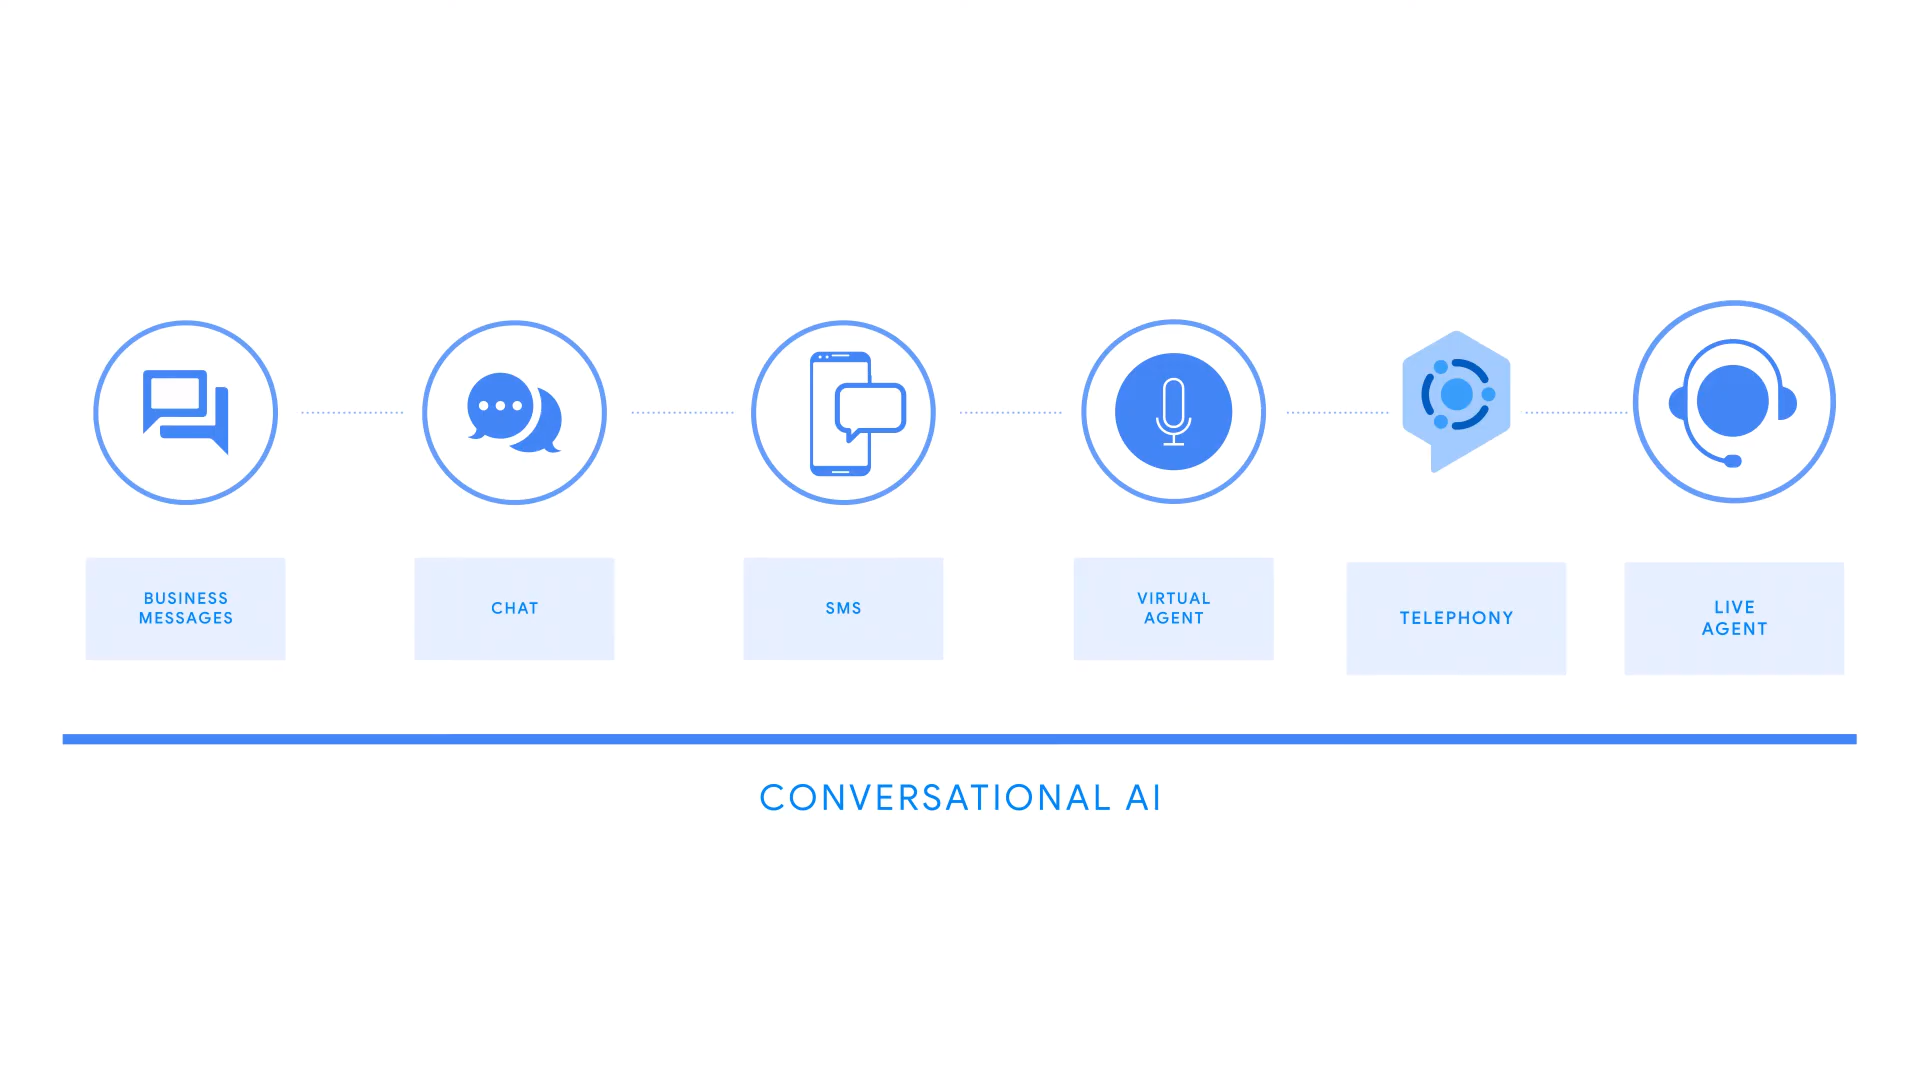 BUSINESS
MESSAGES
CHAT
SMS
VIRTUAL
AGENT
TELEPHONY
LIVE
AGENT
CONVERSATIONAL AI